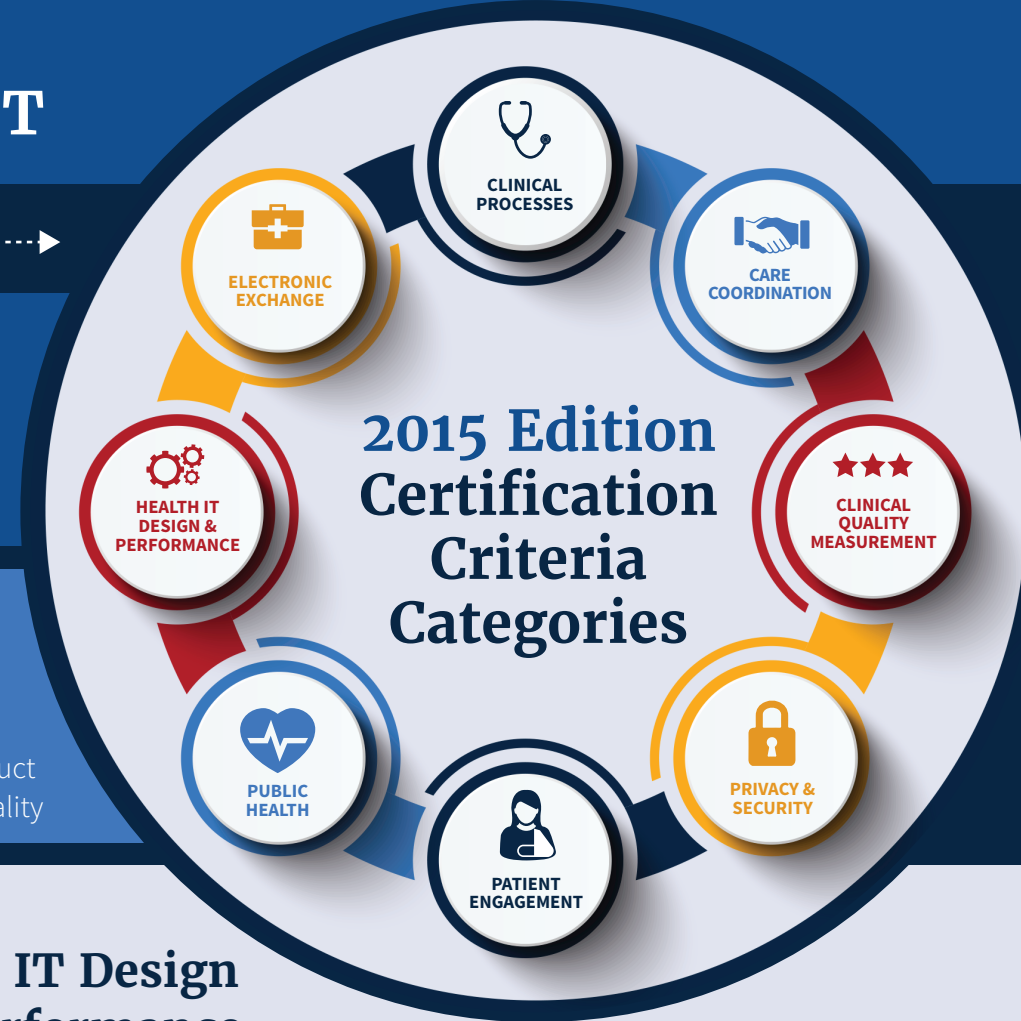 T
CLINICAL
PROCESSES
CARE
COORDINATION
ELECTRONIC
EXCHANGE
2015 Edition
Certification
Criteria
Categories
HEALTH IT
DESIGN &
PERFORMANCE
CLINICAL
QUALITY
MEASUREMENT
PUBLIC
HEALTH
PRIVACY &
SECURITY
PATIENT
ENGAGEMENT
uct
ality
IT Design